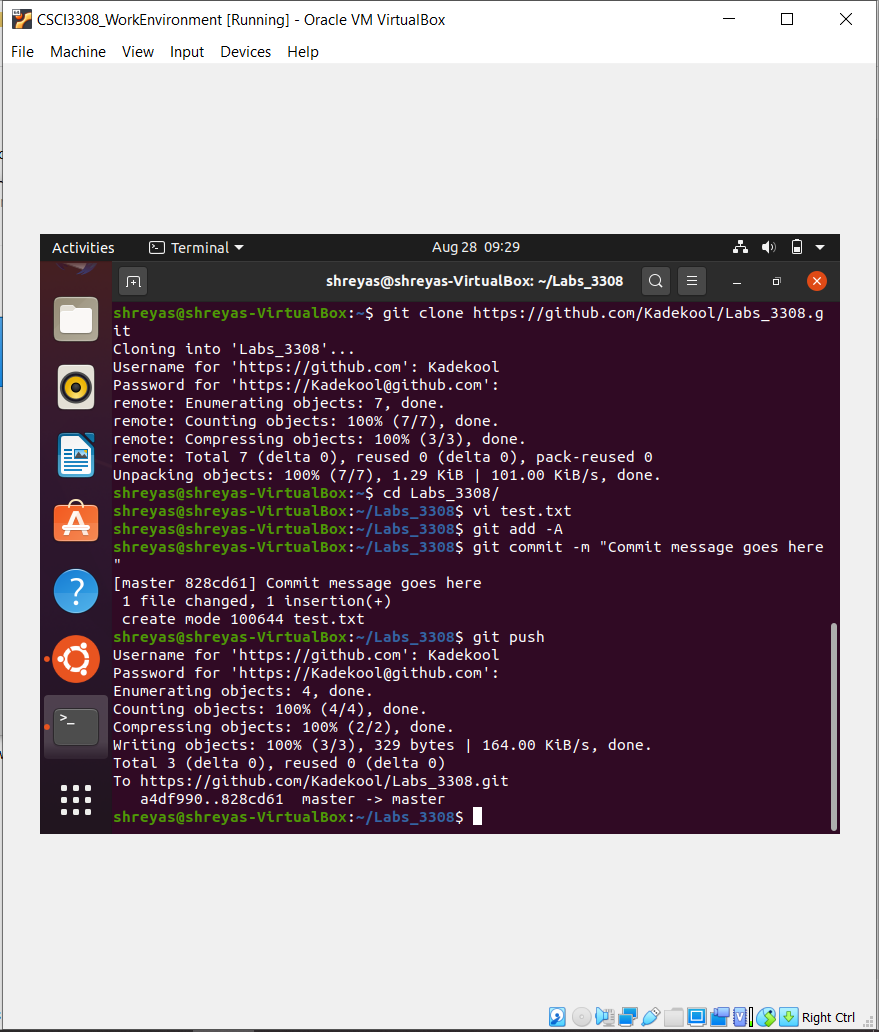 CSCI3308_WorkEnvironment [Running] - Oracle VM VirtualBox
File Machine View Input Devices Help
Activities Terminal Aug 28 09:29
shreyas@shreyas-VirtualBox: ~/Labs_3308
shreyas@shreyas-VirtualBox:~$ git clone https://github.com/Kadekool/Labs_3308.g
it
Cloning into 'Labs_3308'...
Username for 'https://github.com': Kadekool
Password for 'https://Kadekool@github.com':
remote: Enumerating objects: 7, done.
remote: Counting objects: 100% (7/7), done.
remote: Compressing objects: 100% (3/3), done.
remote: Total 7 (delta 0), reused 0 (delta 0), pack-reused 0
Unpacking objects: 100% (7/7), 1.29 KiB | 101.00 KiB/s, done.
shreyas@shreyas-VirtualBox:~$ cd Labs_3308/
shreyas@shreyas-VirtualBox:~/Labs_3308$ vi test.txt
shreyas@shreyas-VirtualBox:~/Labs_3308$ git add -A
shreyas@shreyas-VirtualBox:~/Labs_3308$ git commit -m "Commit message goes here
"
[master 828cd61] Commit message goes here
1 file changed, 1 insertion(+)
create mode 100644 test.txt
shreyas@shreyas-VirtualBox:~/Labs_3308$ git push
Username for 'https://github.com': Kadekool
Password for 'https://Kadekool@github.com':
Enumerating objects: 4, done.
Counting objects: 100% (4/4), done.
Compressing objects: 100% (2/2), done.
Writing objects: 100% (3/3), 329 bytes | 164.00 KiB/s, done.
Total 3 (delta 0), reused 0 (delta 0)
To https://github.com/Kadekool/Labs_3308.git
a4df990..828cd61 master -> master
shreyas@shreyas-VirtualBox:~/Labs_3308$
Right Ctrl